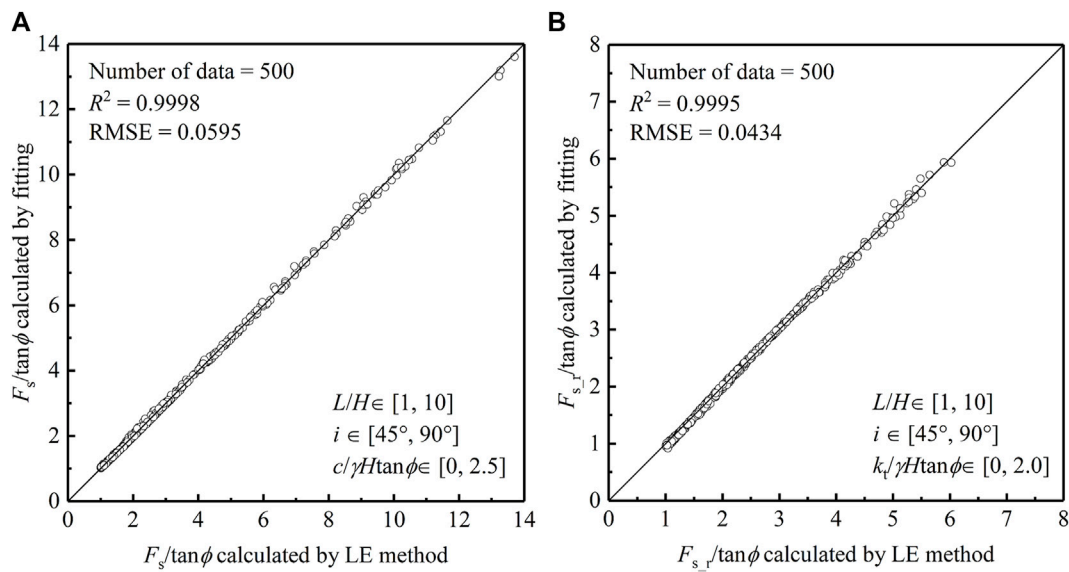 A
14
12
10
8
6
4
2
0
0 2 4 6 8 10 12 14
Number of data = 500
R² = 0.9998
RMSE = 0.0595
L/H∈ [1, 10]
i ∈ [45°, 90°]
c/γHtanϕ∈ [0, 2.5]
Fs/tanϕ calculated by fitting
Fs/tanϕ calculated by LE method
B
8
7
6
5
4
3
2
1
0
0 1 2 3 4 5 6 7 8
Number of data = 500
R² = 0.9995
RMSE = 0.0434
L/H∈ [1, 10]
i ∈ [45°, 90°]
kt/γHtanϕ∈ [0, 2.0]
Fs_r/tanϕ calculated by fitting
Fs_r/tanϕ calculated by LE method